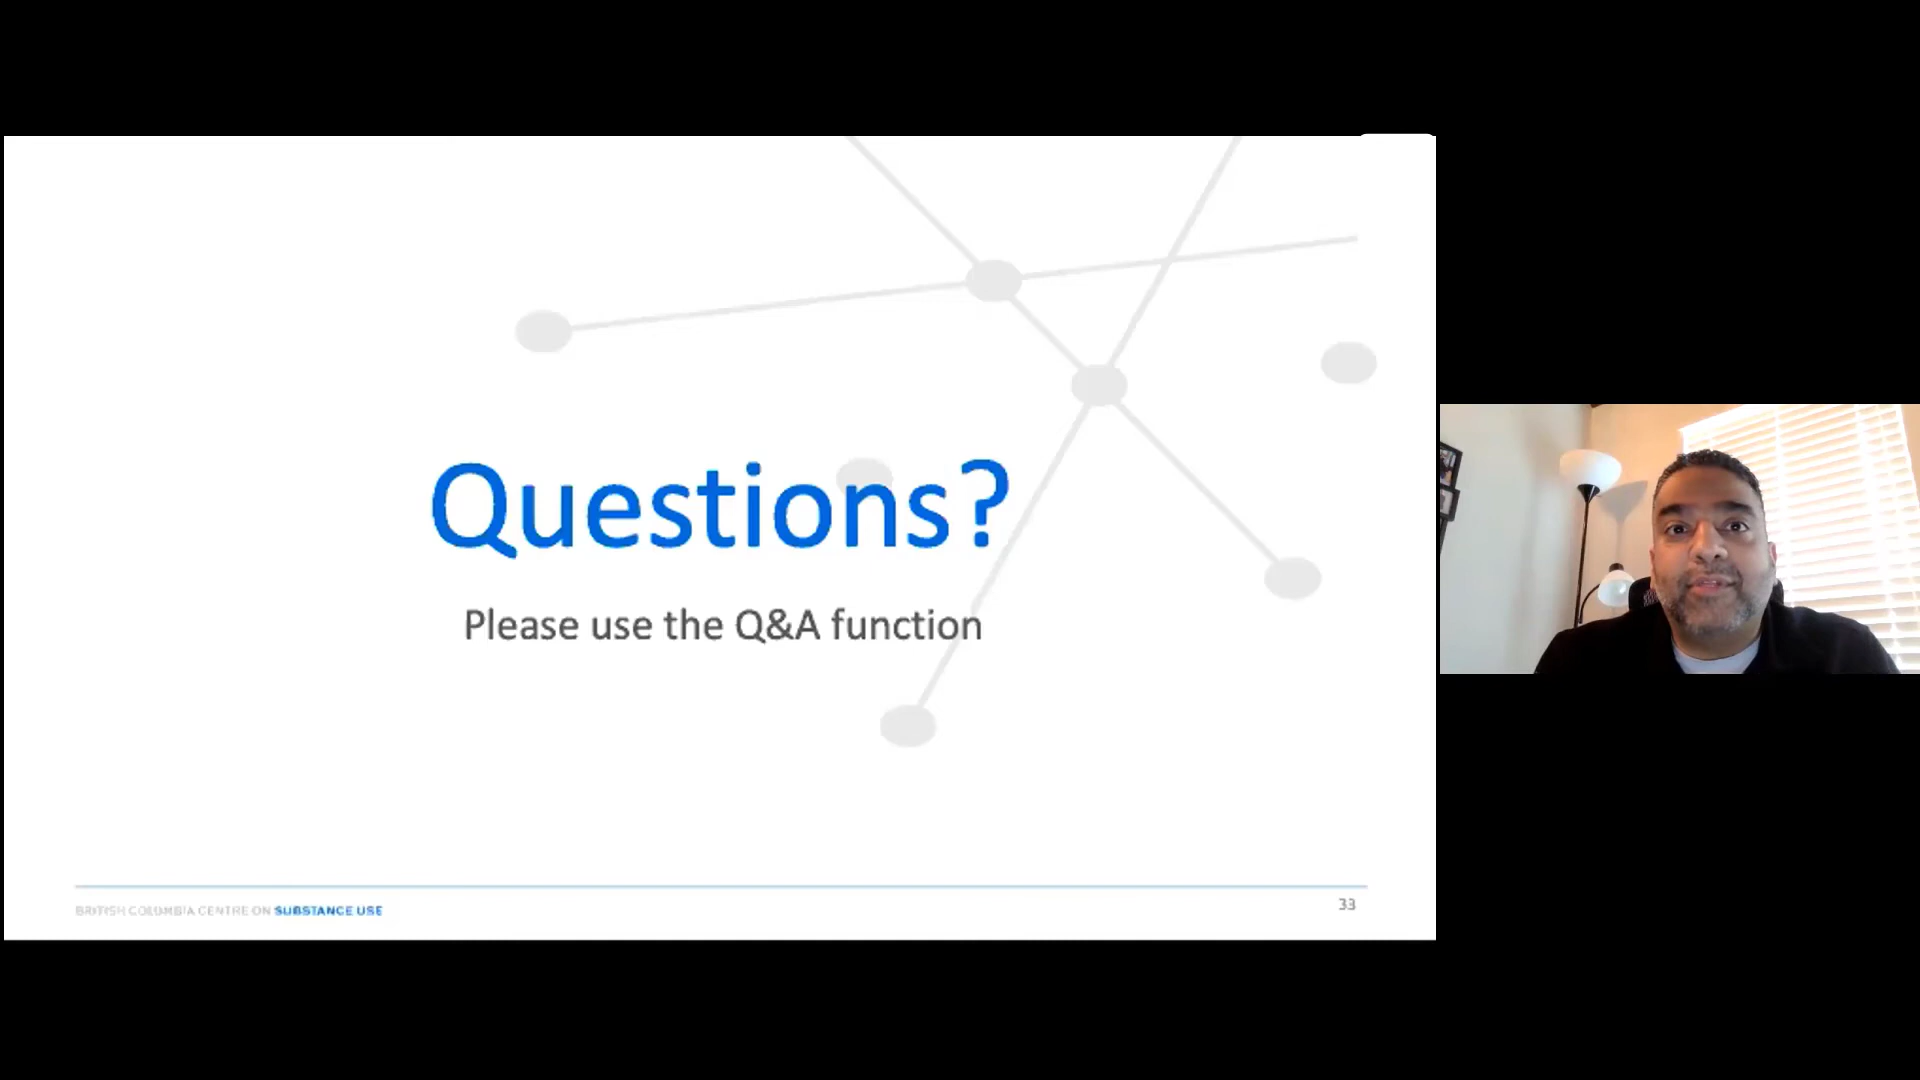 Questions?
Please use the Q&A function
BRITISH COLUMBIA CENTRE ON SUBSTANCE USE
33